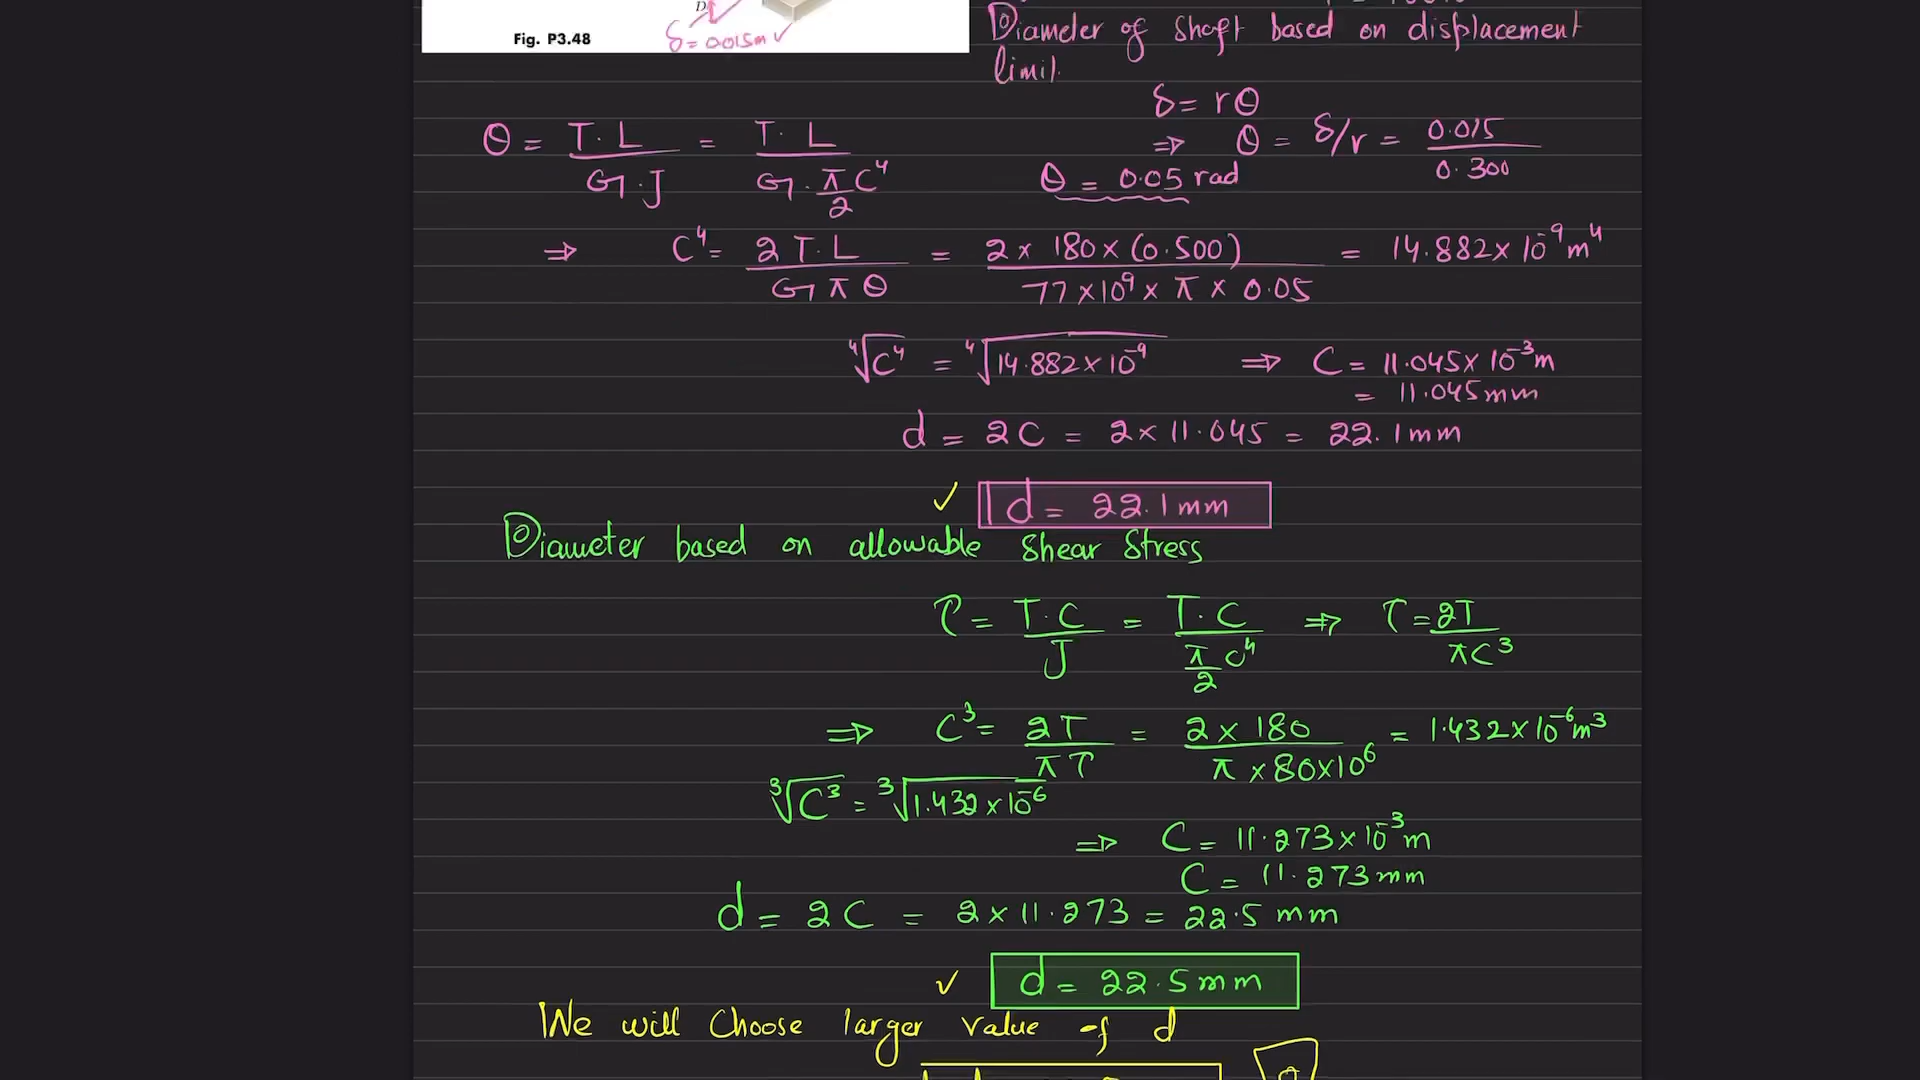 D
δ = 0.015m ✓
Fig. P3.48
Diameter of shaft based on displacement
limit.
δ = rθ
⇒ θ = δ/r = 0.015 / 0.300
θ = 0.05 rad
θ = T·L / G·J = T·L / G·π/2 C⁴
⇒ C⁴ = 2T·L / GπΘ = 2 × 180 × (0.500) / 77×10⁹ × π × 0.05 = 14.882 × 10⁻⁹ m⁴
∜C⁴ = ∜14.882×10⁻⁹ ⇒ C = 11.045 × 10⁻³ m
= 11.045 mm
d = 2C = 2 × 11.045 = 22.1 mm
✓ d = 22.1 mm
Diameter based on allowable Shear Stress
τ = T·C / J = T·C / π/2 C⁴ ⇒ τ = 2T / πC³
⇒ C³ = 2T / πτ = 2 × 180 / π × 80×10⁶ = 1.432×10⁻⁶ m³
∛C³ = ∛1.432×10⁻⁶
⇒ C = 11.273×10⁻³ m
C = 11.273 mm
d = 2C = 2 × 11.273 = 22.5 mm
✓ d = 22.5 mm
We will Choose larger value of d